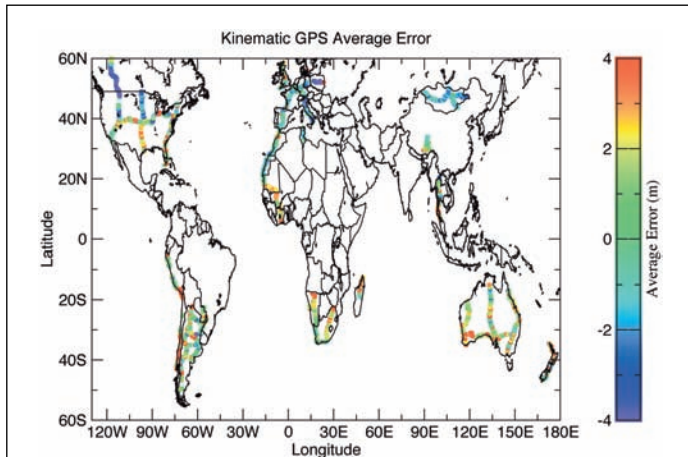 Kinematic GPS Average Error
60N
40N
20N
0
20S
40S
60S
Latitude
120W 90W 60W 30W 0 30E 60E 90E 120E 150E 180E
Longitude
4
2
0
-2
-4
Average Error (m)